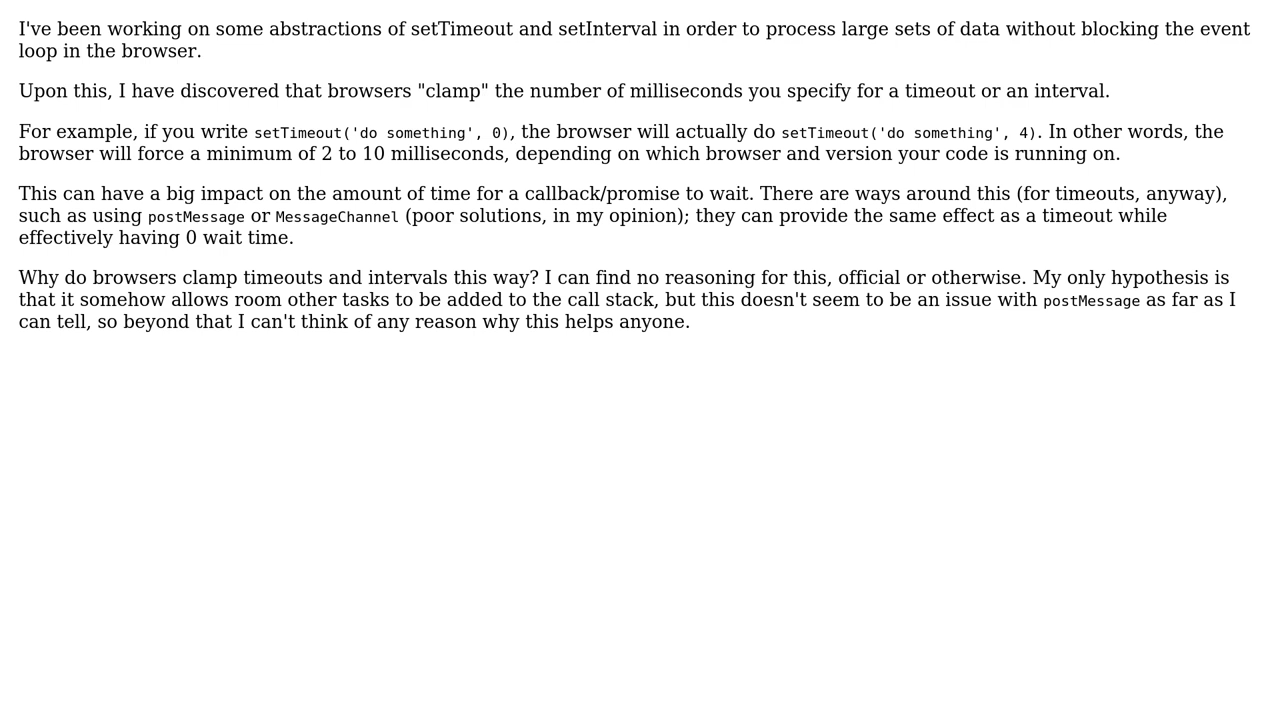 I've been working on some abstractions of setTimeout and setInterval in order to process large sets of data without blocking the event
loop in the browser.
Upon this, I have discovered that browsers "clamp" the number of milliseconds you specify for a timeout or an interval.
For example, if you write setTimeout('do something', 0), the browser will actually do setTimeout('do something', 4). In other words, the
browser will force a minimum of 2 to 10 milliseconds, depending on which browser and version your code is running on.
This can have a big impact on the amount of time for a callback/promise to wait. There are ways around this (for timeouts, anyway),
such as using postMessage or MessageChannel (poor solutions, in my opinion); they can provide the same effect as a timeout while
effectively having 0 wait time.
Why do browsers clamp timeouts and intervals this way? I can find no reasoning for this, official or otherwise. My only hypothesis is
that it somehow allows room other tasks to be added to the call stack, but this doesn't seem to be an issue with postMessage as far as I
can tell, so beyond that I can't think of any reason why this helps anyone.